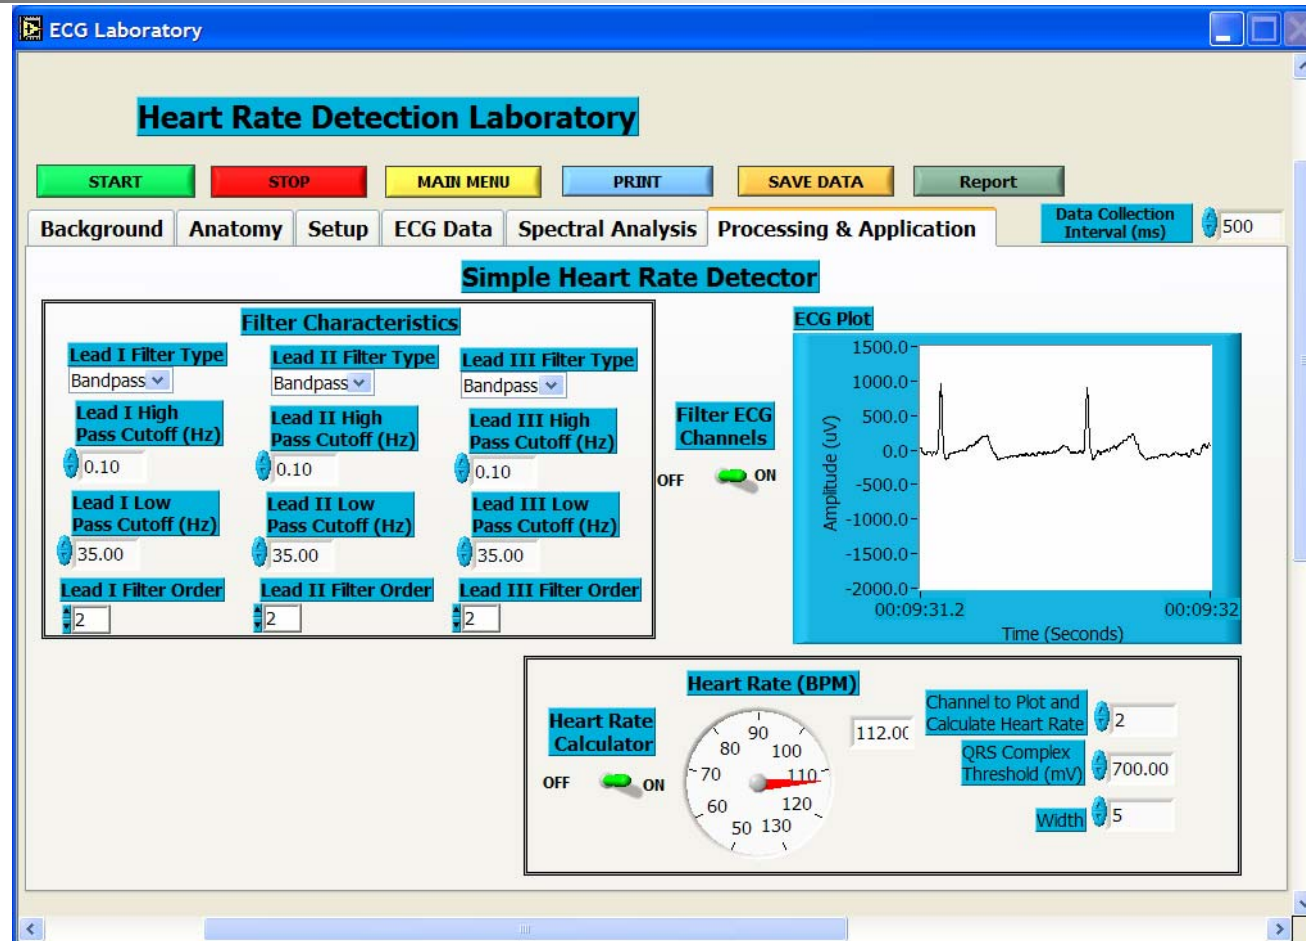 ECG Laboratory
Heart Rate Detection Laboratory
START STOP MAIN MENU PRINT SAVE DATA Report
Background Anatomy Setup ECG Data Spectral Analysis Processing & Application
Data Collection
Interval (ms)
500
Simple Heart Rate Detector
Filter Characteristics
Lead I Filter Type
Bandpass
Lead I High
Pass Cutoff (Hz)
0.10
Lead I Low
Pass Cutoff (Hz)
35.00
Lead I Filter Order
2
Lead II Filter Type
Bandpass
Lead II High
Pass Cutoff (Hz)
0.10
Lead II Low
Pass Cutoff (Hz)
35.00
Lead II Filter Order
2
Lead III Filter Type
Bandpass
Lead III High
Pass Cutoff (Hz)
0.10
Lead III Low
Pass Cutoff (Hz)
35.00
Lead III Filter Order
2
Filter ECG
Channels
OFF ON
ECG Plot
Amplitude (uV)
1500.0
1000.0
500.0
0.0
-500.0
-1000.0
-1500.0
-2000.0
00:09:31.2 00:09:32
Time (Seconds)
Heart Rate
Calculator
OFF ON
Heart Rate (BPM)
50
60
70
80
90
100
110
120
130
112.00
Channel to Plot and
Calculate Heart Rate
2
QRS Complex
Threshold (mV)
700.00
Width
5